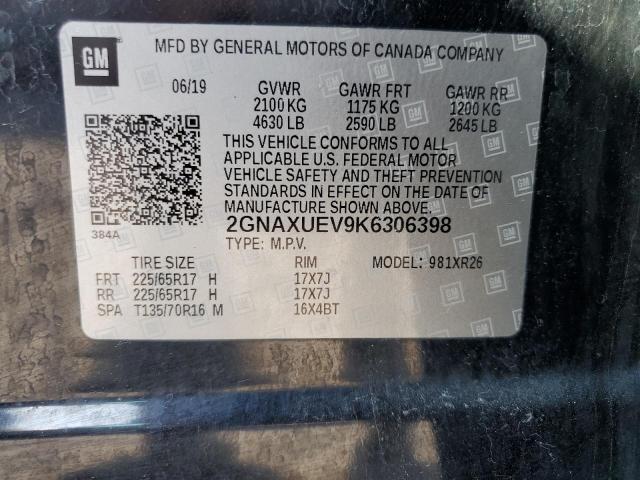 GM
MFD BY GENERAL MOTORS OF CANADA COMPANY
06/19 GVWR GAWR FRT GAWR RR
2100 KG 1175 KG 1200 KG
4630 LB 2590 LB 2645 LB
THIS VEHICLE CONFORMS TO ALL
APPLICABLE U.S. FEDERAL MOTOR
VEHICLE SAFETY AND THEFT PREVENTION
STANDARDS IN EFFECT ON THE DATE OF
MANUFACTURE SHOWN ABOVE.
384A
2GNAXUEV9K6306398
TYPE: M.P.V.
TIRE SIZE RIM MODEL: 981XR26
FRT 225/65R17 H 17X7J
RR 225/65R17 H 17X7J
SPA T135/70R16 M 16X4BT